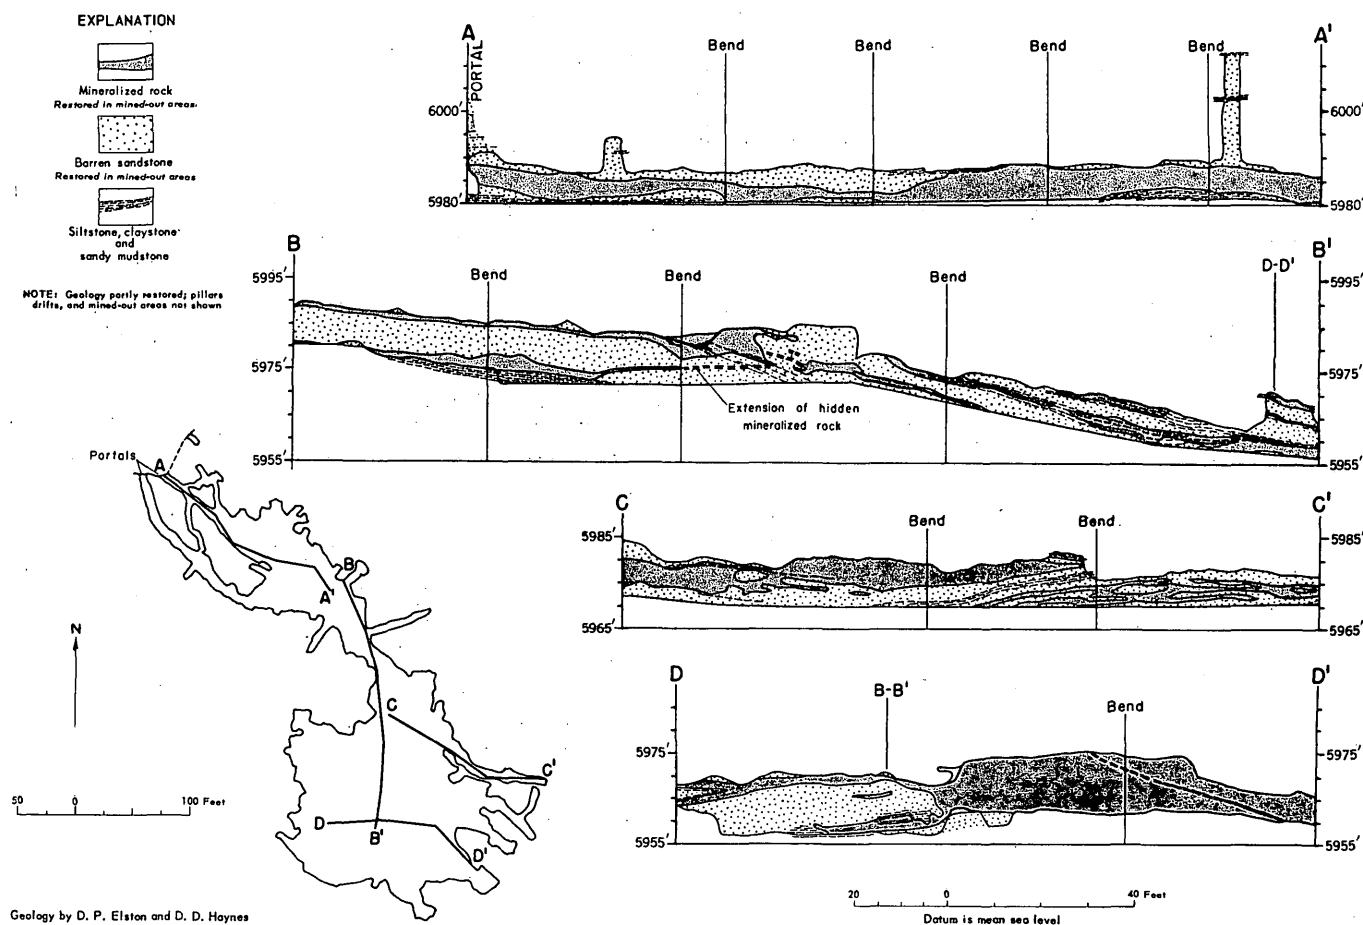 EXPLANATION
Mineralized rock
Restored in mined-out areas.
Barren sandstone
Restored in mined-out areas
Siltstone, claystone
and
sandy mudstone
NOTE: Geology partly restored; pillars
drifts, and mined-out areas not shown
A
Bend
Bend
Bend
Bend
A'
PORTAL
6000'
6000'
5980'
5980'
B
B'
Bend
Bend
Bend
D-D'
5995'
5995'
5975'
5975'
Extension of hidden
mineralized rock
5955'
5955'
C
C'
Bend
Bend
5985'
5985'
5965'
5965'
D
D'
B-B'
Bend
5975'
5975'
5955'
5955'
Portals
A
B
A'
N
C
C'
50 0 100 Feet
D
B'
D'
20 0 40 Feet
Datum is mean sea level
Geology by D. P. Elston and D. D. Haynes